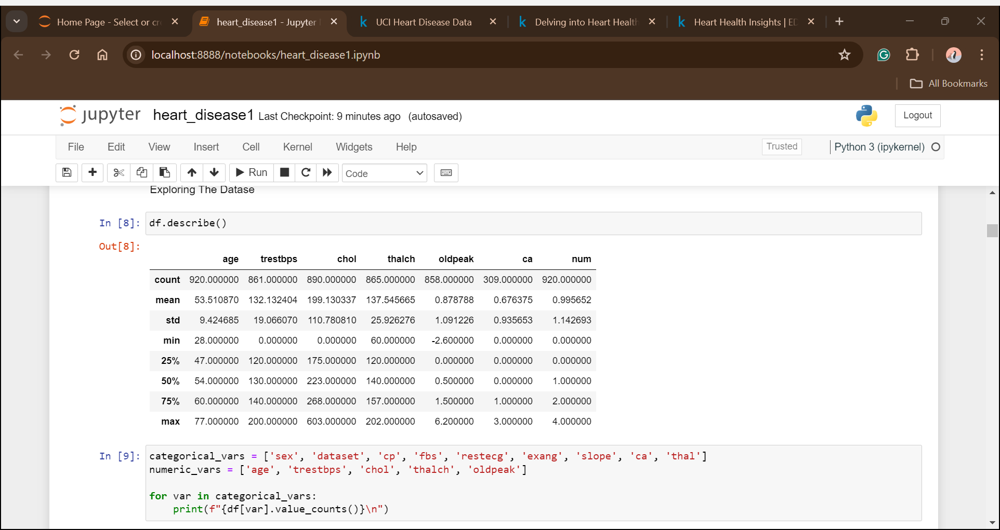 Home Page - Select or cr
heart_disease1 - Jupyter
UCI Heart Disease Data
Delving into Heart Health
Heart Health Insights | ED
localhost:8888/notebooks/heart_disease1.ipynb
All Bookmarks
jupyter heart_disease1 Last Checkpoint: 9 minutes ago (autosaved)
Logout
File Edit View Insert Cell Kernel Widgets Help
Trusted
Python 3 (ipykernel)
Run
Code
Exploring The Datase
In [8]: df.describe()
Out[8]:
age trestbps chol thalch oldpeak ca num
count 920.000000 861.000000 890.000000 865.000000 858.000000 309.000000 920.000000
mean 53.510870 132.132404 199.130337 137.545665 0.878788 0.676375 0.995652
std 9.424685 19.066070 110.780810 25.926276 1.091226 0.935653 1.142693
min 28.000000 0.000000 0.000000 60.000000 -2.600000 0.000000 0.000000
25% 47.000000 120.000000 175.000000 120.000000 0.000000 0.000000 0.000000
50% 54.000000 130.000000 223.000000 140.000000 0.500000 0.000000 1.000000
75% 60.000000 140.000000 268.000000 157.000000 1.500000 1.000000 2.000000
max 77.000000 200.000000 603.000000 202.000000 6.200000 3.000000 4.000000
In [9]: categorical_vars = ['sex', 'dataset', 'cp', 'fbs', 'restecg', 'exang', 'slope', 'ca', 'thal']
numeric_vars = ['age', 'trestbps', 'chol', 'thalch', 'oldpeak']
for var in categorical_vars:
    print(f"{df[var].value_counts()}\n")